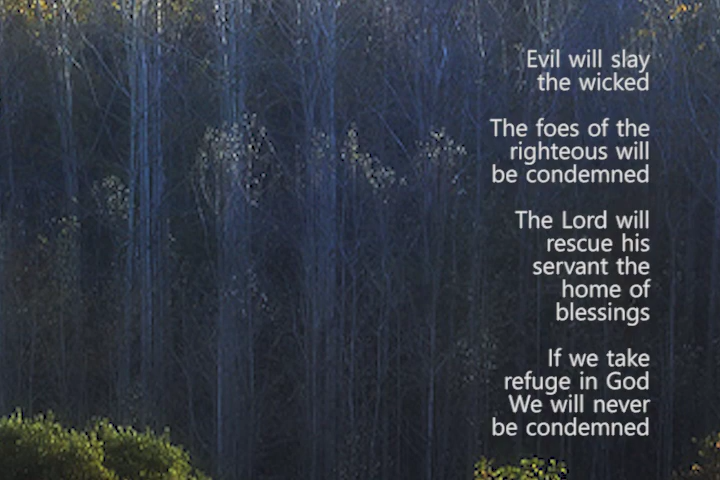 Evil will slay
the wicked
The foes of the
righteous will
be condemned
The Lord will
rescue his
servant the
home of
blessings
If we take
refuge in God
We will never
be condemned